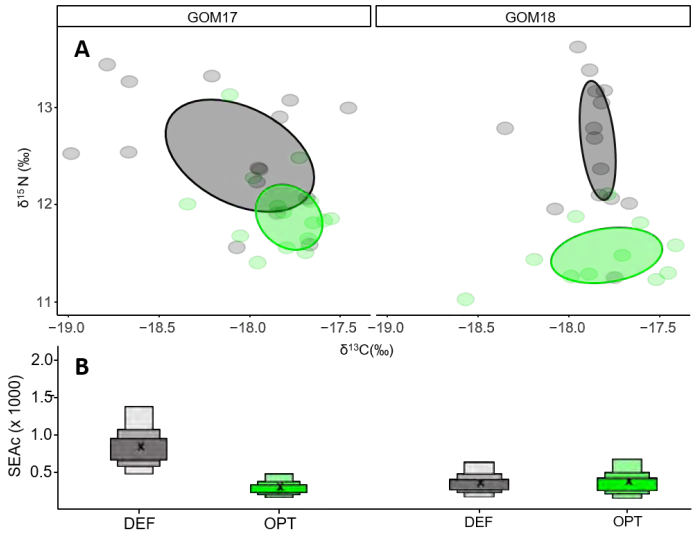 GOM17 GOM18
A
13
12
11
δ15N (‰)
−19.0 −18.5 −18.0 −17.5 −19.0 −18.5 −18.0 −17.5
δ13C(‰)
B
2.0
1.5
1.0
0.5
SEAc (x 1000)
x x x x
DEF OPT DEF OPT